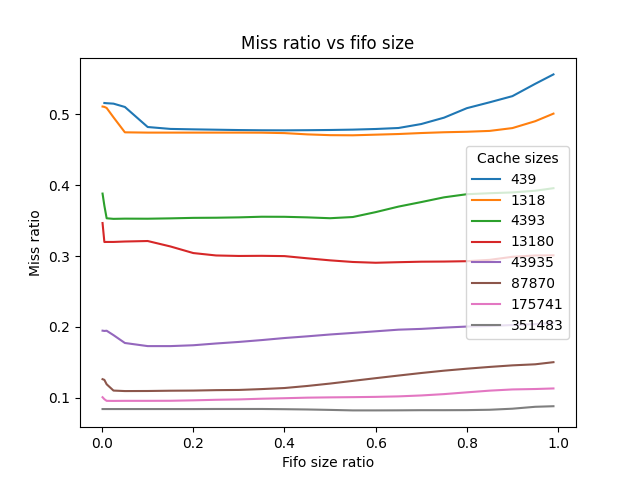 Miss ratio vs fifo size
Miss ratio
0.5
0.4
0.3
0.2
0.1
Cache sizes
439
1318
4393
13180
43935
87870
175741
351483
0.0 0.2 0.4 0.6 0.8 1.0
Fifo size ratio